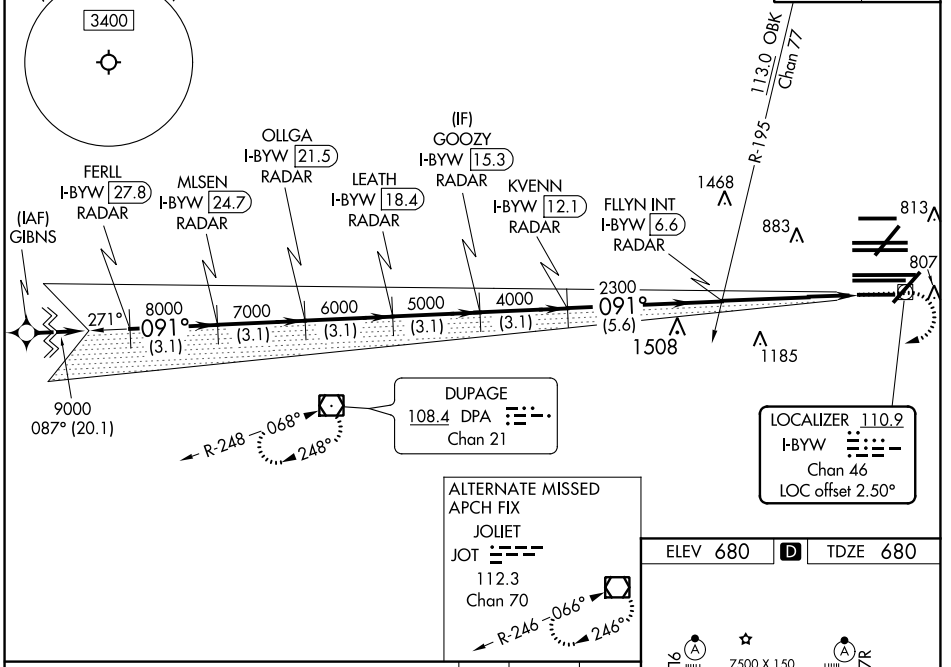 3400
113.0 OBK
Chan 77
R-195
(IAF)
GIBNS
FERLL
I-BYW 27.8
RADAR
MLSEN
I-BYW 24.7
RADAR
OLLGA
I-BYW 21.5
RADAR
LEATH
I-BYW 18.4
RADAR
(IF)
GOOZY
I-BYW 15.3
RADAR
KVENN
I-BYW 12.1
RADAR
FLLYN INT
I-BYW 6.6
RADAR
1468
883
813
807
271°
8000
091°
(3.1)
7000
(3.1)
6000
(3.1)
5000
(3.1)
4000
(3.1)
2300
091°
(5.6)
1508
1185
9000
087° (20.1)
R-248
068°
248°
DUPAGE
108.4 DPA
Chan 21
LOCALIZER 110.9
I-BYW
Chan 46
LOC offset 2.50°
ALTERNATE MISSED
APCH FIX
JOLIET
JOT
112.3
Chan 70
R-246
066°
246°
ELEV 680 D TDZE 680
A
7500 X 150
A